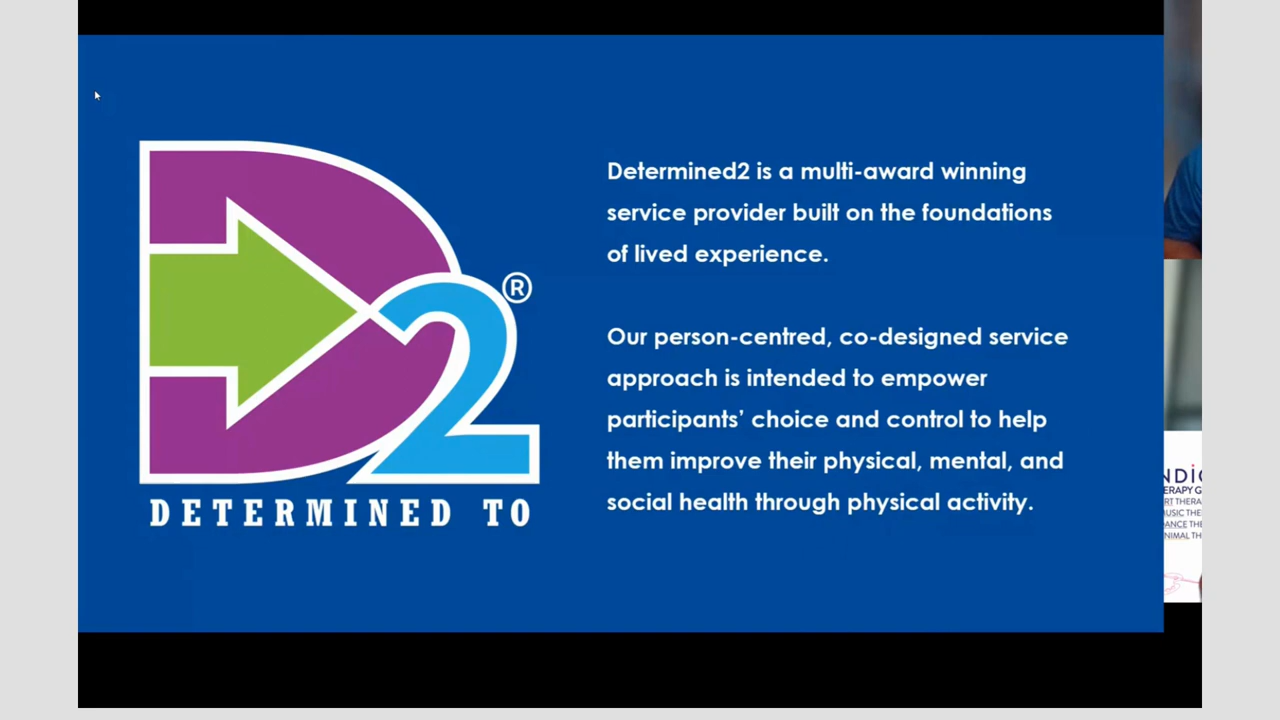 Determined2 is a multi-award winning
service provider built on the foundations
of lived experience.
Our person-centred, co-designed service
approach is intended to empower
participants’ choice and control to help
them improve their physical, mental, and
social health through physical activity.
D2®
DETERMINED TO